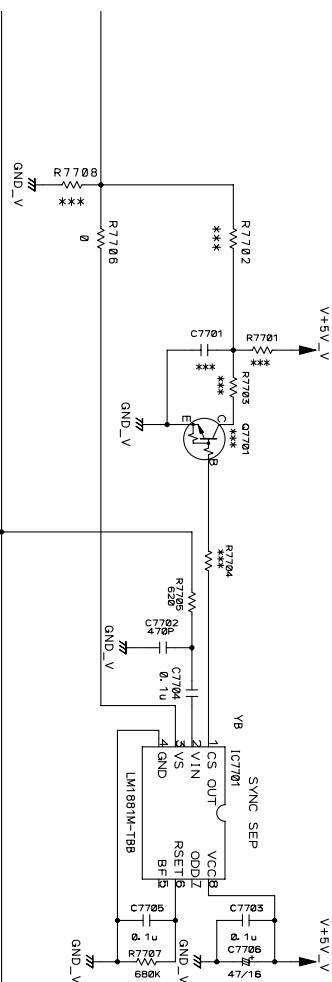 V+5V_V
R7708
***
GND_V
R7706
0
R7702
***
R7701
***
C7701
***
R7703
***
Q7701
***
C
E
B
GND_V
R7704
***
R7705
620
C7702
470P
GND_V
C7704
0.1u
YB
IC7701
SYNC SEP
1 CS OUT
2 VIN
3 VS
4 GND
VCC 8
ODD 7
RSET 6
BF 5
LM1881M-TBB
C7705
0.1u
R7707
680K
GND_V
C7703
0.1u
C7706
+
47/16
GND_V
V+5V_V